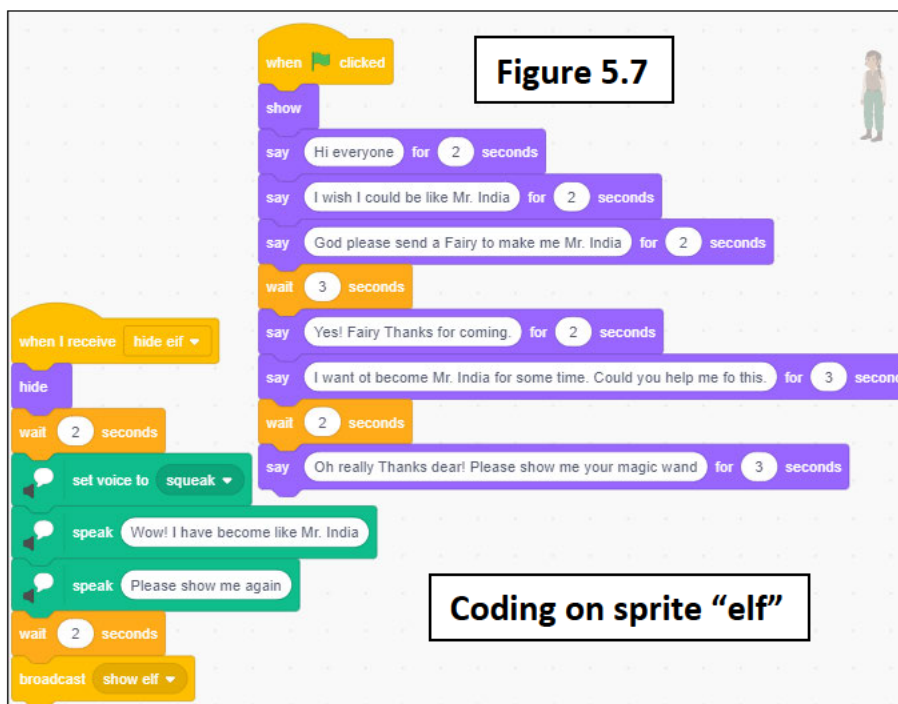 when clicked
show
say Hi everyone for 2 seconds
say I wish I could be like Mr. India for 2 seconds
say God please send a Fairy to make me Mr. India for 2 seconds
wait 3 seconds
say Yes! Fairy Thanks for coming. for 2 seconds
say I want ot become Mr. India for some time. Could you help me fo this. for 3 secon
wait 2 seconds
say Oh really Thanks dear! Please show me your magic wand for 3 seconds
Figure 5.7
when I receive hide elf
hide
wait 2 seconds
set voice to squeak
speak Wow! I have become like Mr. India
speak Please show me again
wait 2 seconds
broadcast show elf
Coding on sprite “elf”